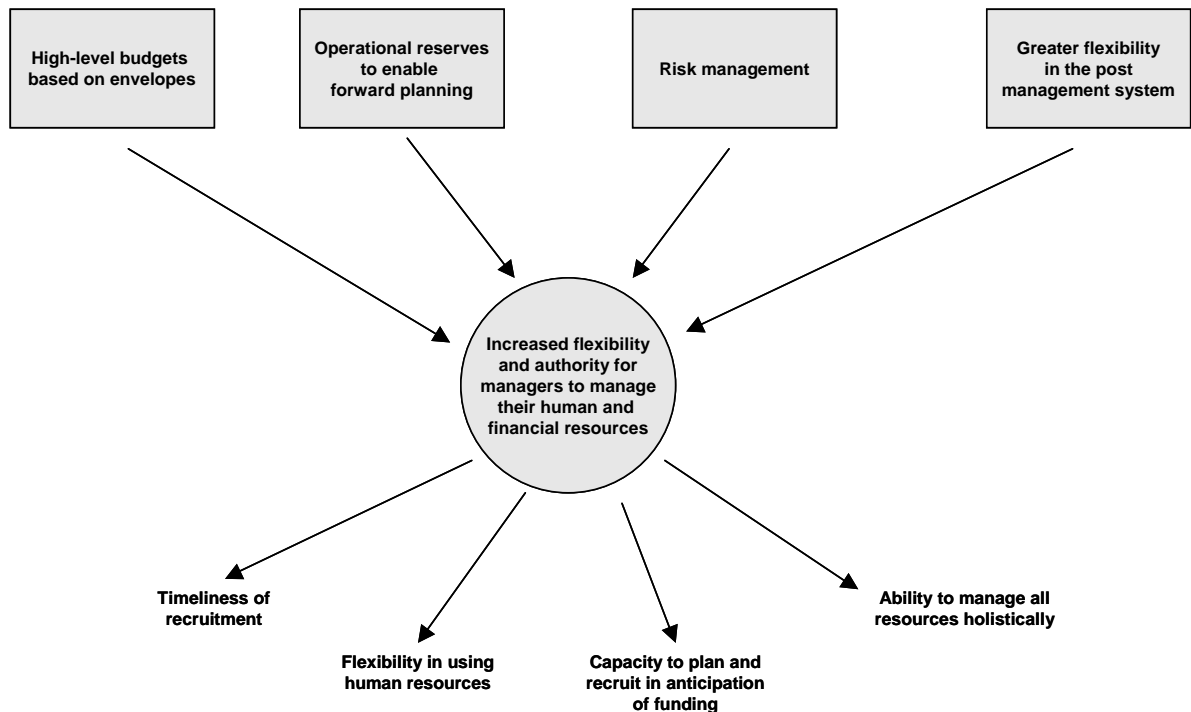 High-level budgets
based on envelopes
Operational reserves
to enable
forward planning
Risk management
Greater flexibility
in the post
management system
Increased flexibility
and authority for
managers to manage
their human and
financial resources
Timeliness of
recruitment
Flexibility in using
human resources
Capacity to plan and
recruit in anticipation
of funding
Ability to manage all
resources holistically